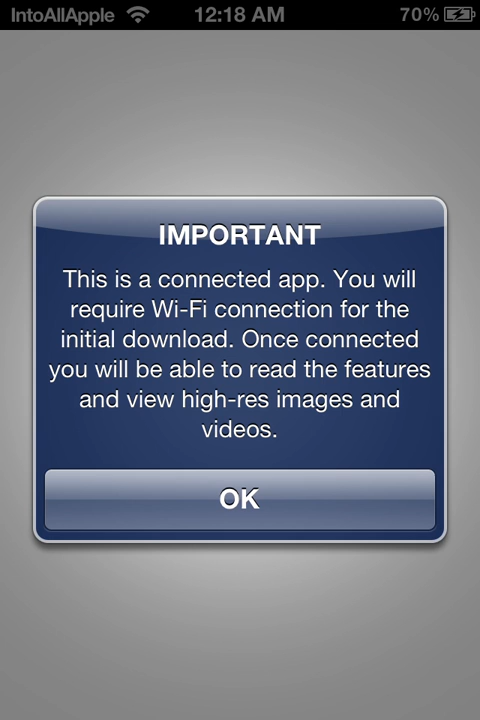 IntoAllApple 12:18 AM 70%
IMPORTANT
This is a connected app. You will
require Wi-Fi connection for the
initial download. Once connected
you will be able to read the features
and view high-res images and
videos.
OK